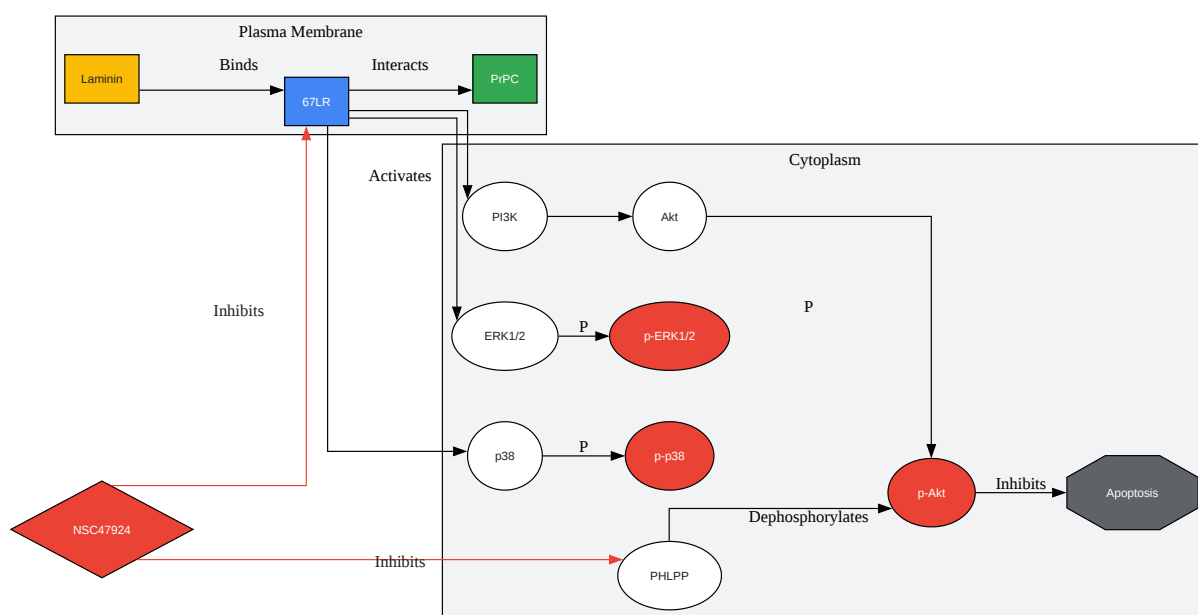 Plasma Membrane
Laminin
Binds
67LR
Interacts
PrPC
Cytoplasm
Activates
PI3K
Akt
Inhibits
P
ERK1/2
P
p-ERK1/2
p38
P
p-p38
NSC47924
p-Akt
Inhibits
Apoptosis
Dephosphorylates
Inhibits
PHLPP